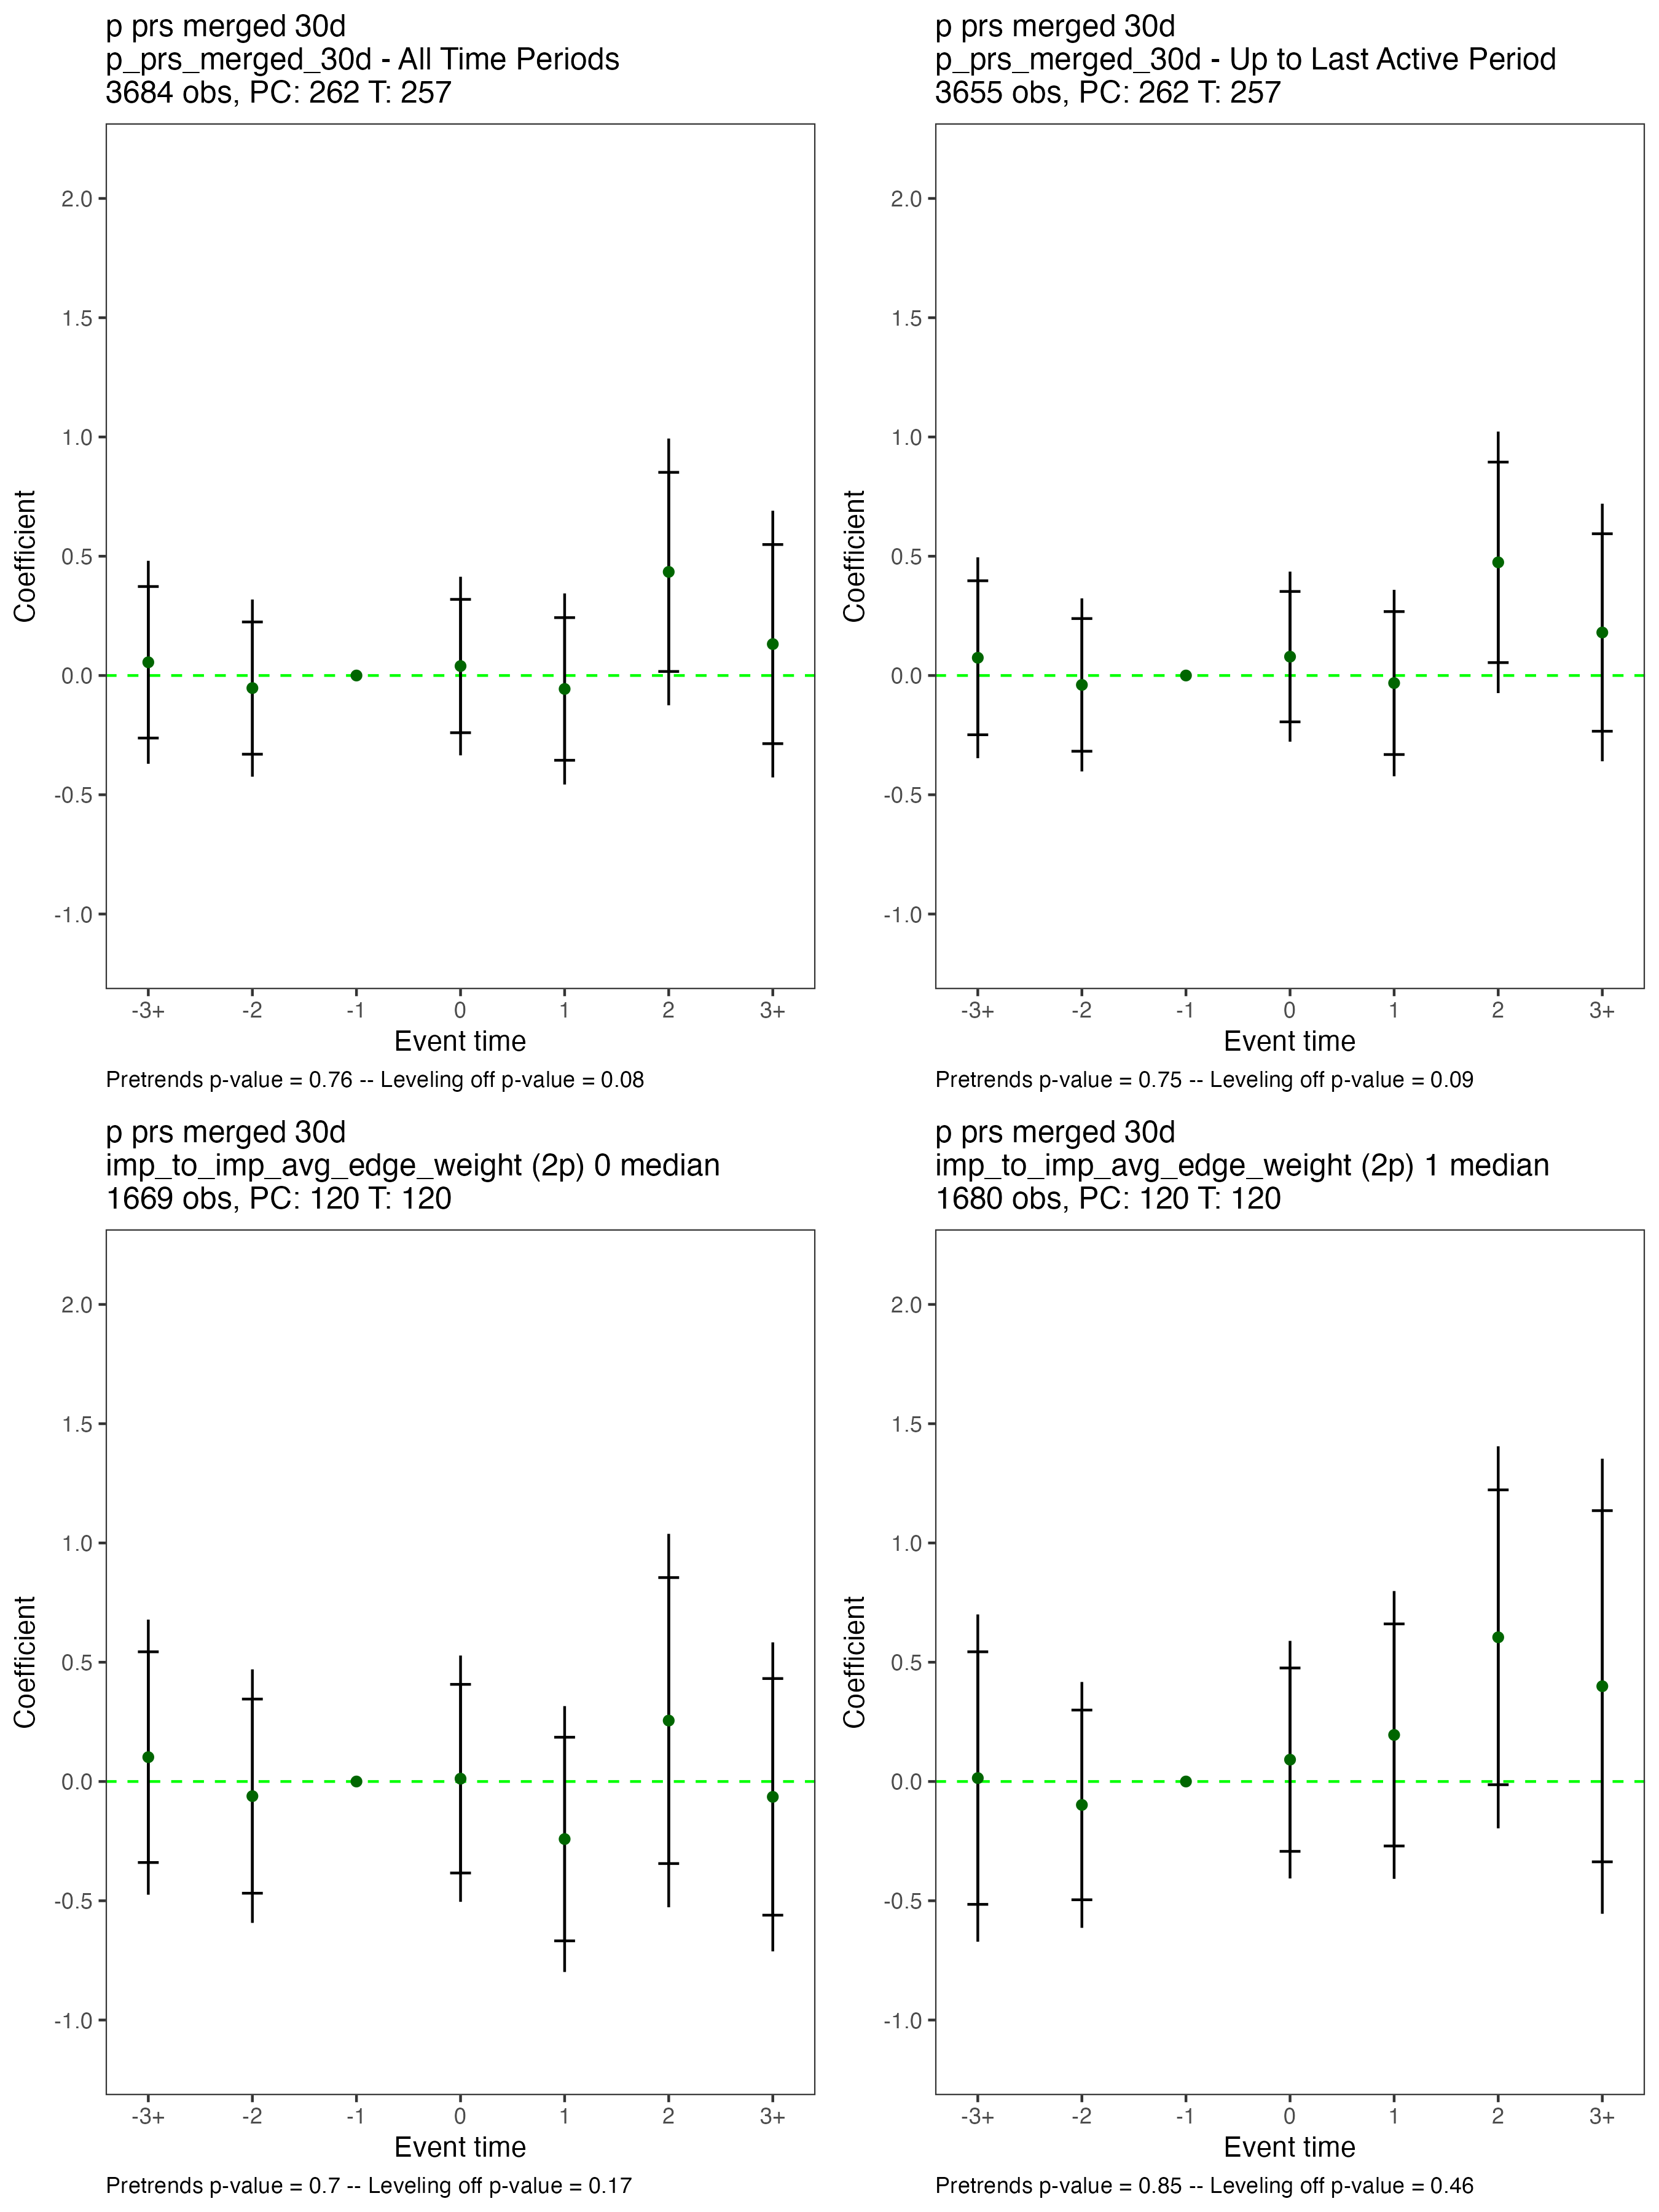 p prs merged 30d
p_prs_merged_30d - All Time Periods
3684 obs, PC: 262 T: 257
Coefficient
2.0
1.5
1.0
0.5
0.0
-0.5
-1.0
-3+ -2 -1 0 1 2 3+
Event time
Pretrends p-value = 0.76 -- Leveling off p-value = 0.08
p prs merged 30d
p_prs_merged_30d - Up to Last Active Period
3655 obs, PC: 262 T: 257
Coefficient
2.0
1.5
1.0
0.5
0.0
-0.5
-1.0
-3+ -2 -1 0 1 2 3+
Event time
Pretrends p-value = 0.75 -- Leveling off p-value = 0.09
p prs merged 30d
imp_to_imp_avg_edge_weight (2p) 0 median
1669 obs, PC: 120 T: 120
Coefficient
2.0
1.5
1.0
0.5
0.0
-0.5
-1.0
-3+ -2 -1 0 1 2 3+
Event time
Pretrends p-value = 0.7 -- Leveling off p-value = 0.17
p prs merged 30d
imp_to_imp_avg_edge_weight (2p) 1 median
1680 obs, PC: 120 T: 120
Coefficient
2.0
1.5
1.0
0.5
0.0
-0.5
-1.0
-3+ -2 -1 0 1 2 3+
Event time
Pretrends p-value = 0.85 -- Leveling off p-value = 0.46